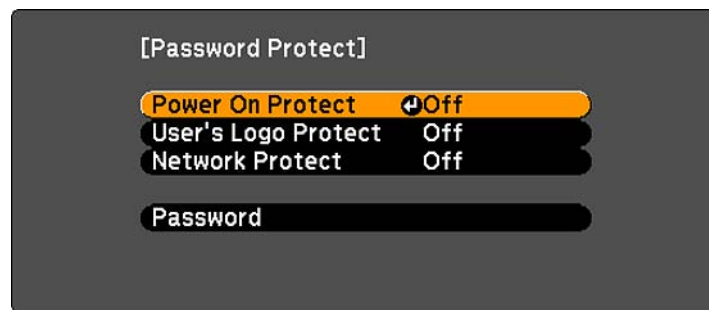 [Password Protect]
Power On Protect Off
User's Logo Protect Off
Network Protect Off
Password